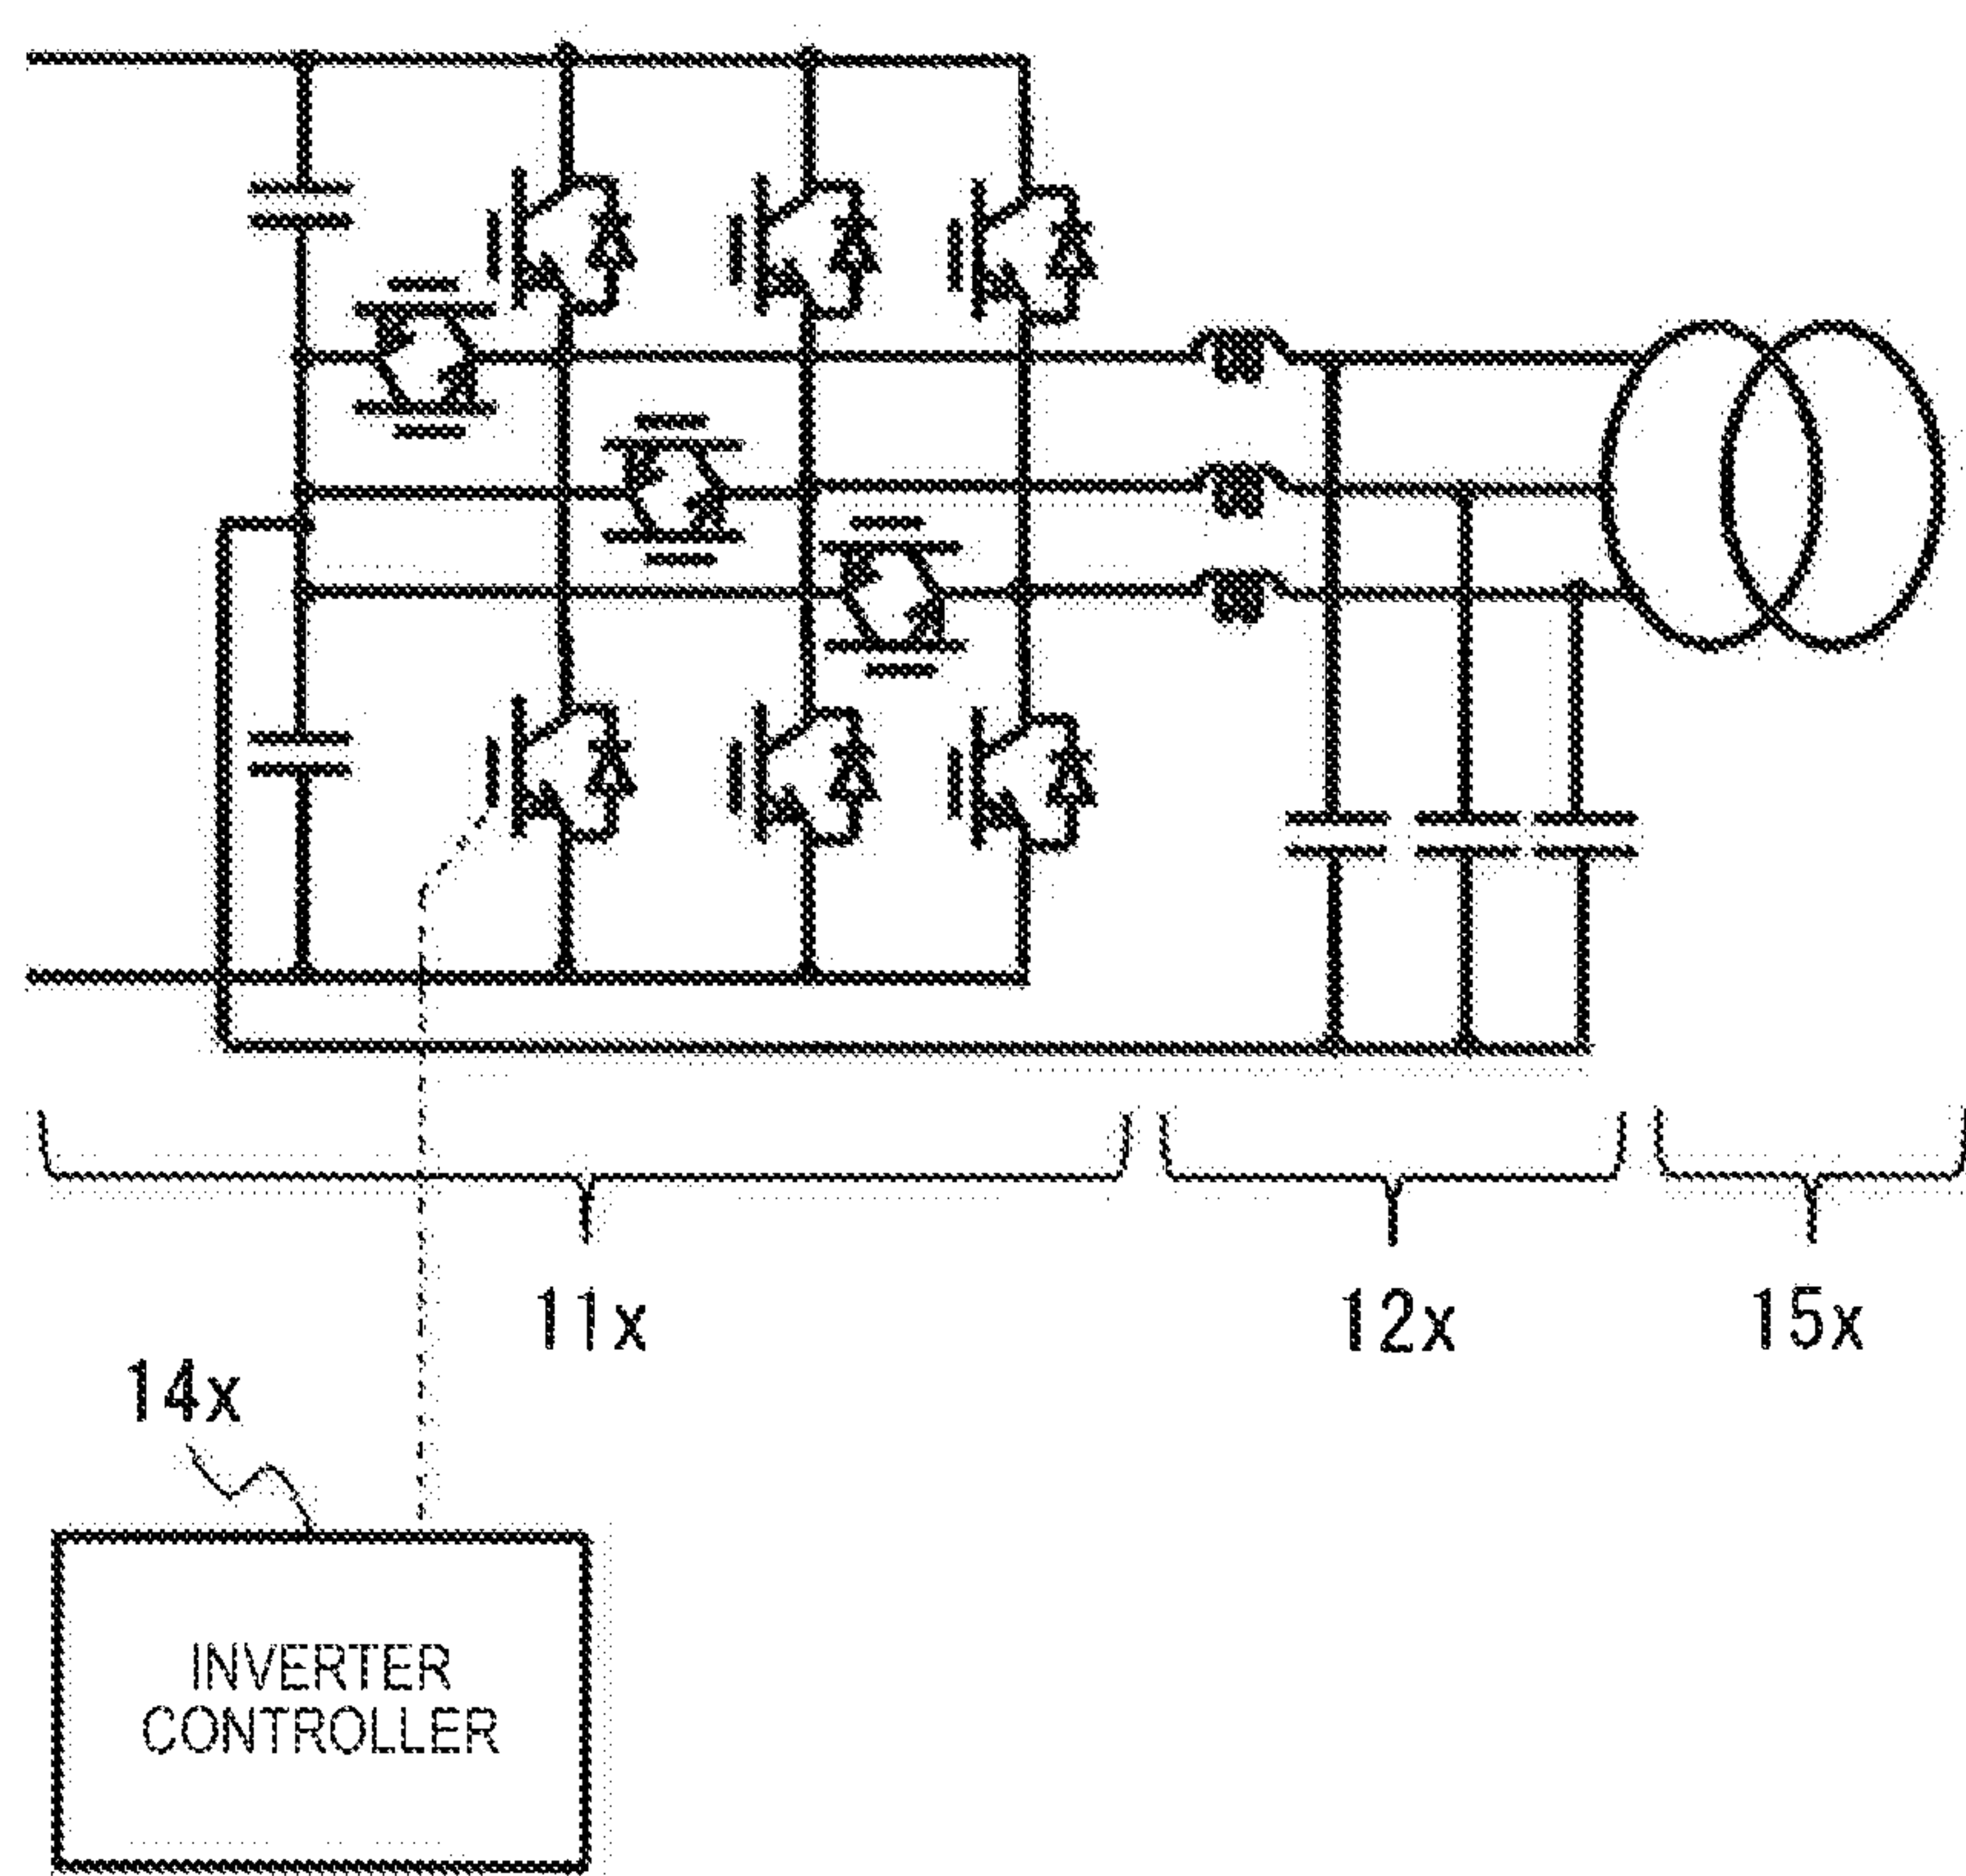 11x
12x
15x
14x
INVERTER
CONTROLLER